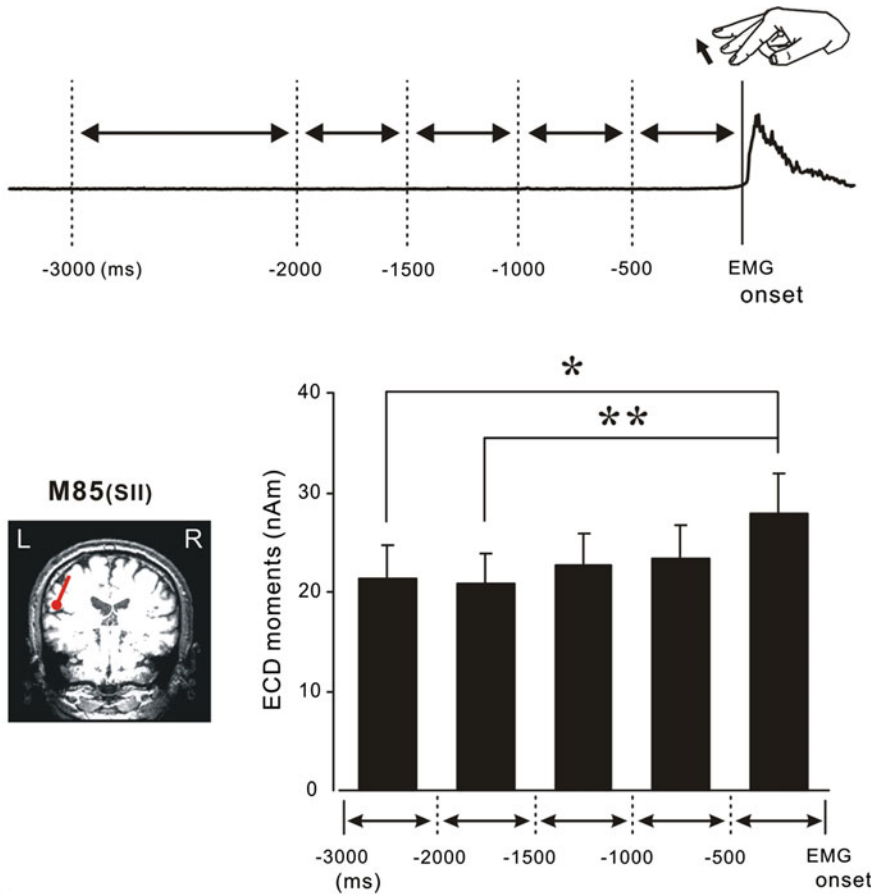 -3000 (ms) -2000 -1500 -1000 -500 EMG
onset
*
**
40
30
20
10
0
ECD moments (nAm)
M85(SII)
L R
-3000 -2000 -1500 -1000 -500 EMG
(ms) onset